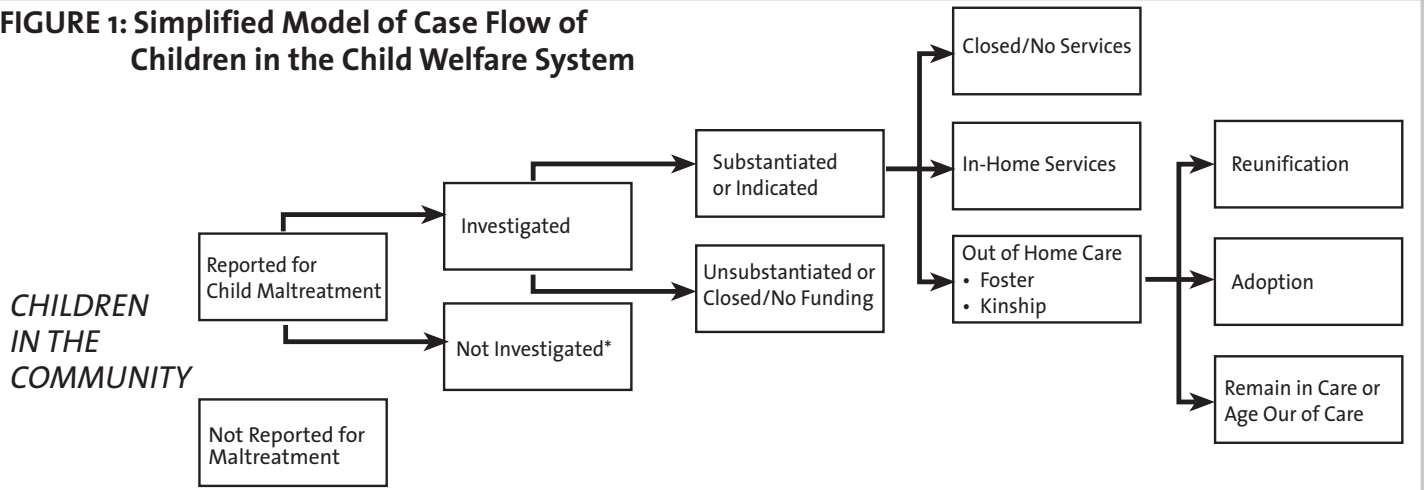 FIGURE 1: Simplified Model of Case Flow of
Children in the Child Welfare System
CHILDREN
IN THE
COMMUNITY
Reported for
Child Maltreatment
Not Reported for
Maltreatment
Investigated
Not Investigated*
Substantiated
or Indicated
Unsubstantiated or
Closed/No Funding
Closed/No Services
In-Home Services
Out of Home Care
• Foster
• Kinship
Reunification
Adoption
Remain in Care or
Age Our of Care